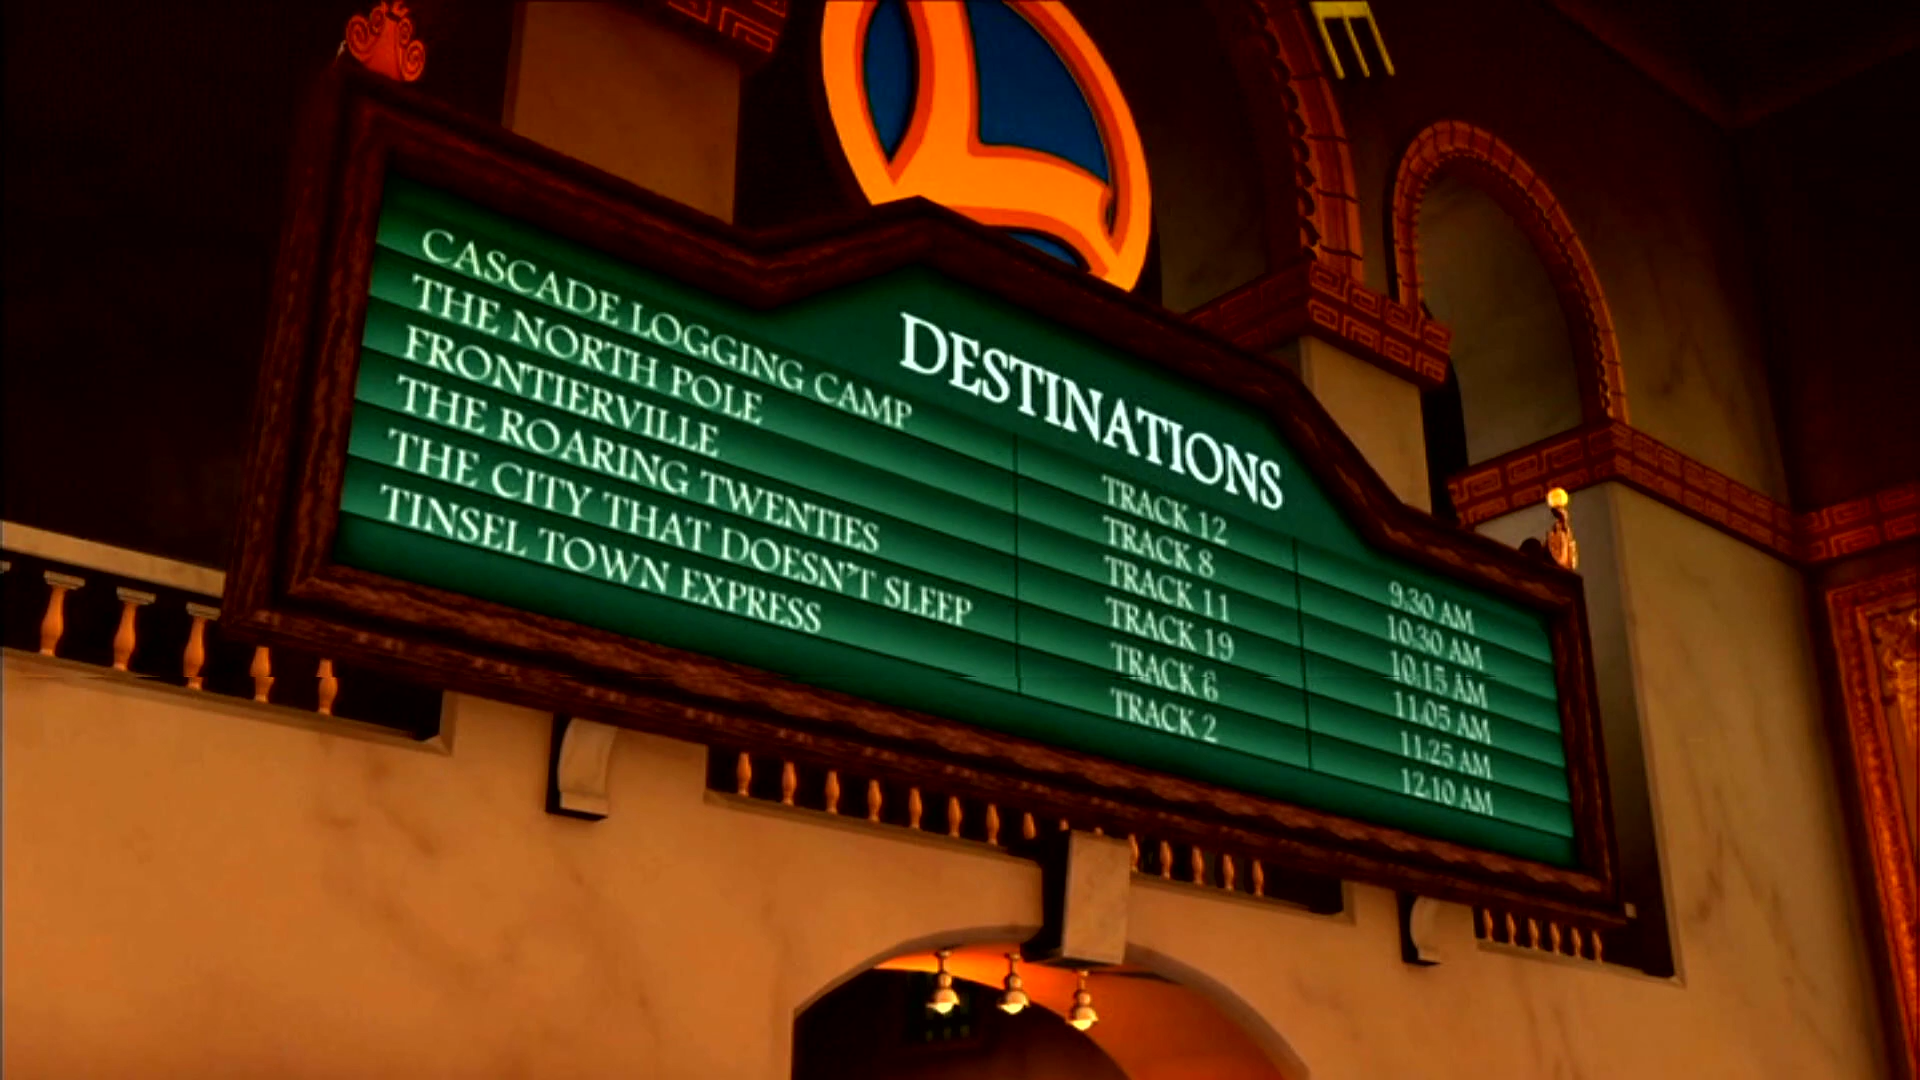 L
E
DESTINATIONS
CASCADE LOGGING CAMP TRACK 12 9.30 AM
THE NORTH POLE TRACK 8 10.30 AM
FRONTIERVILLE TRACK 11 10.15 AM
THE ROARING TWENTIES TRACK 19 11.05 AM
THE CITY THAT DOESN'T SLEEP TRACK 6 11.25 AM
TINSEL TOWN EXPRESS TRACK 2 12.10 AM